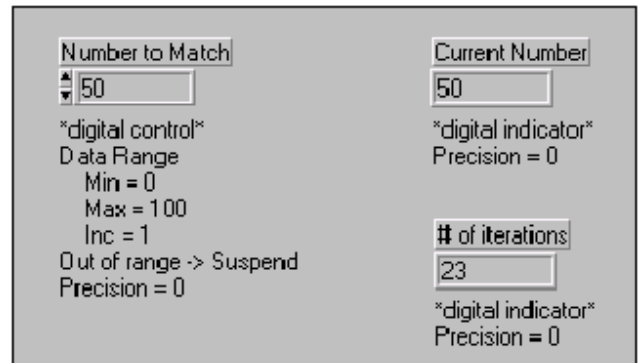 Number to Match
50
*digital control*
Data Range
Min = 0
Max = 100
Inc = 1
Out of range -> Suspend
Precision = 0
Current Number
50
*digital indicator*
Precision = 0
# of iterations
23
*digital indicator*
Precision = 0